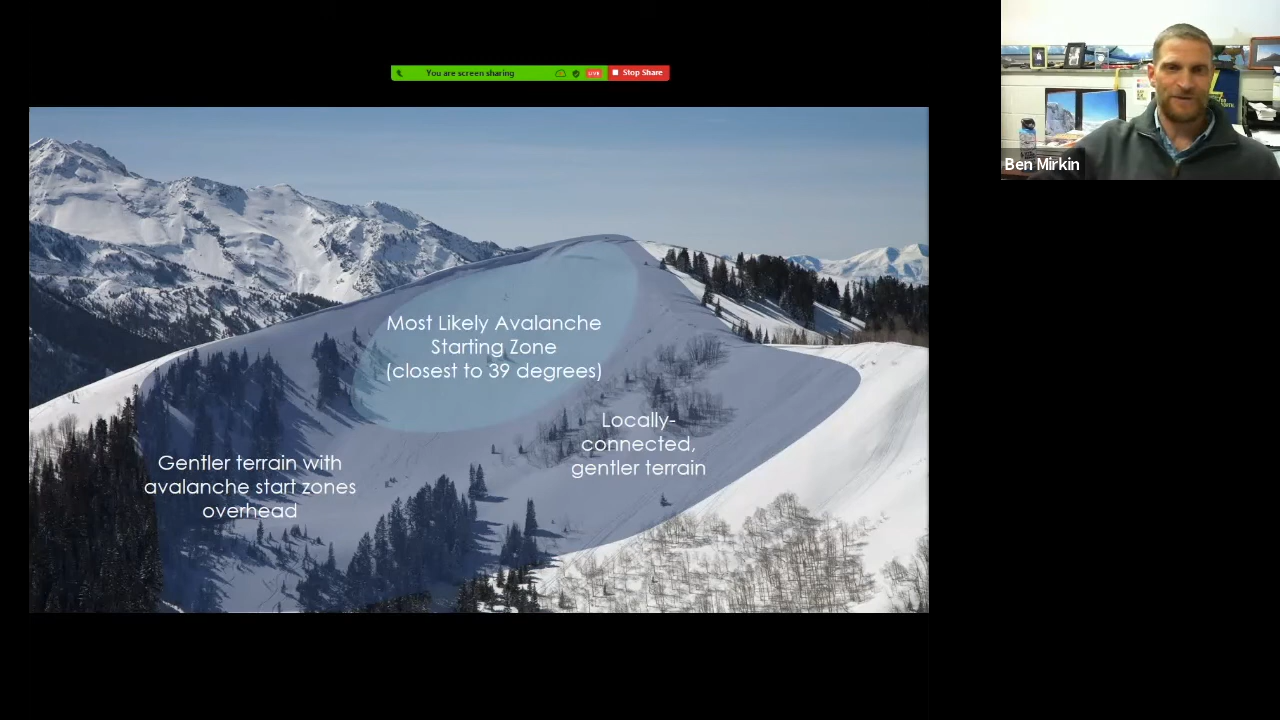 You are screen sharing
LIVE
Stop Share
Ben Mirkin
Most Likely Avalanche
Starting Zone
(closest to 39 degrees)
Locally-
connected,
gentler terrain
Gentler terrain with
avalanche start zones
overhead